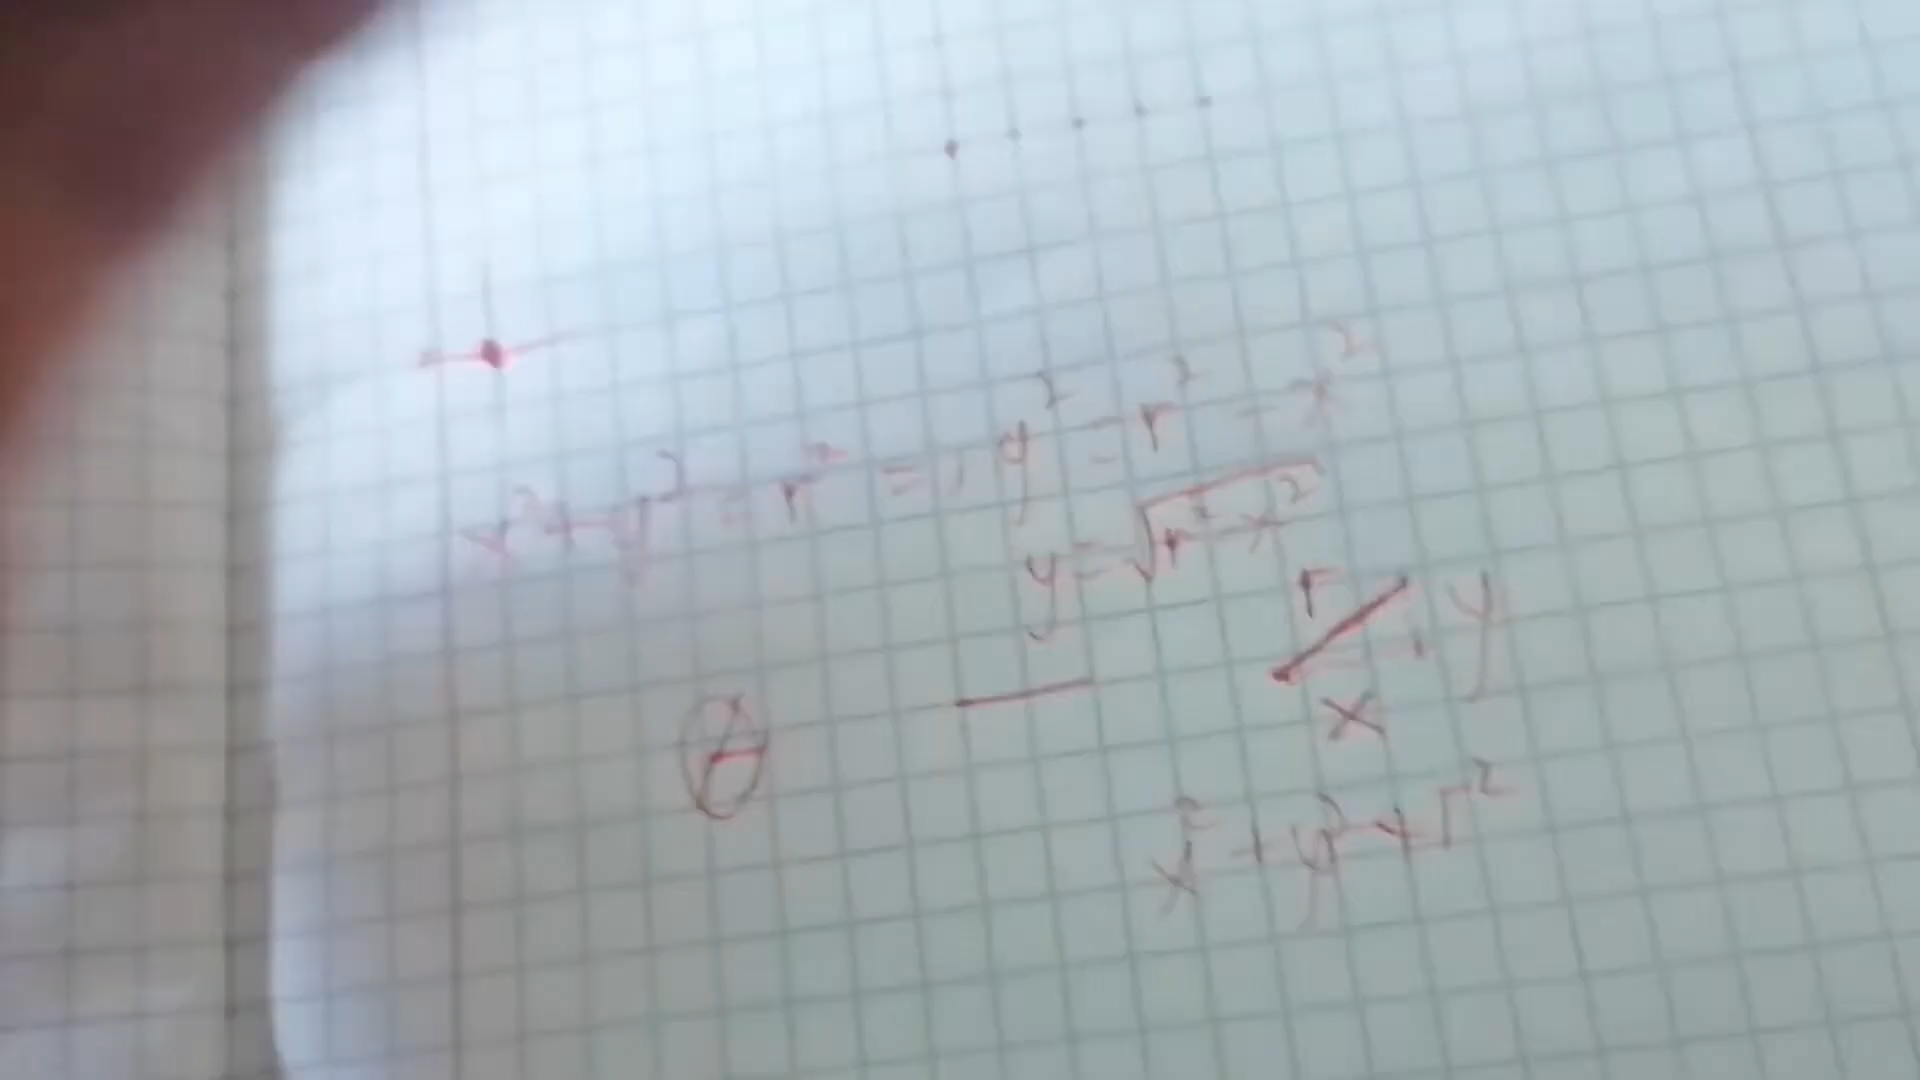 x² + y² = r² => y² = r² - x²
y = √r² - x²
r
y
θ
x
x² + y² = r²